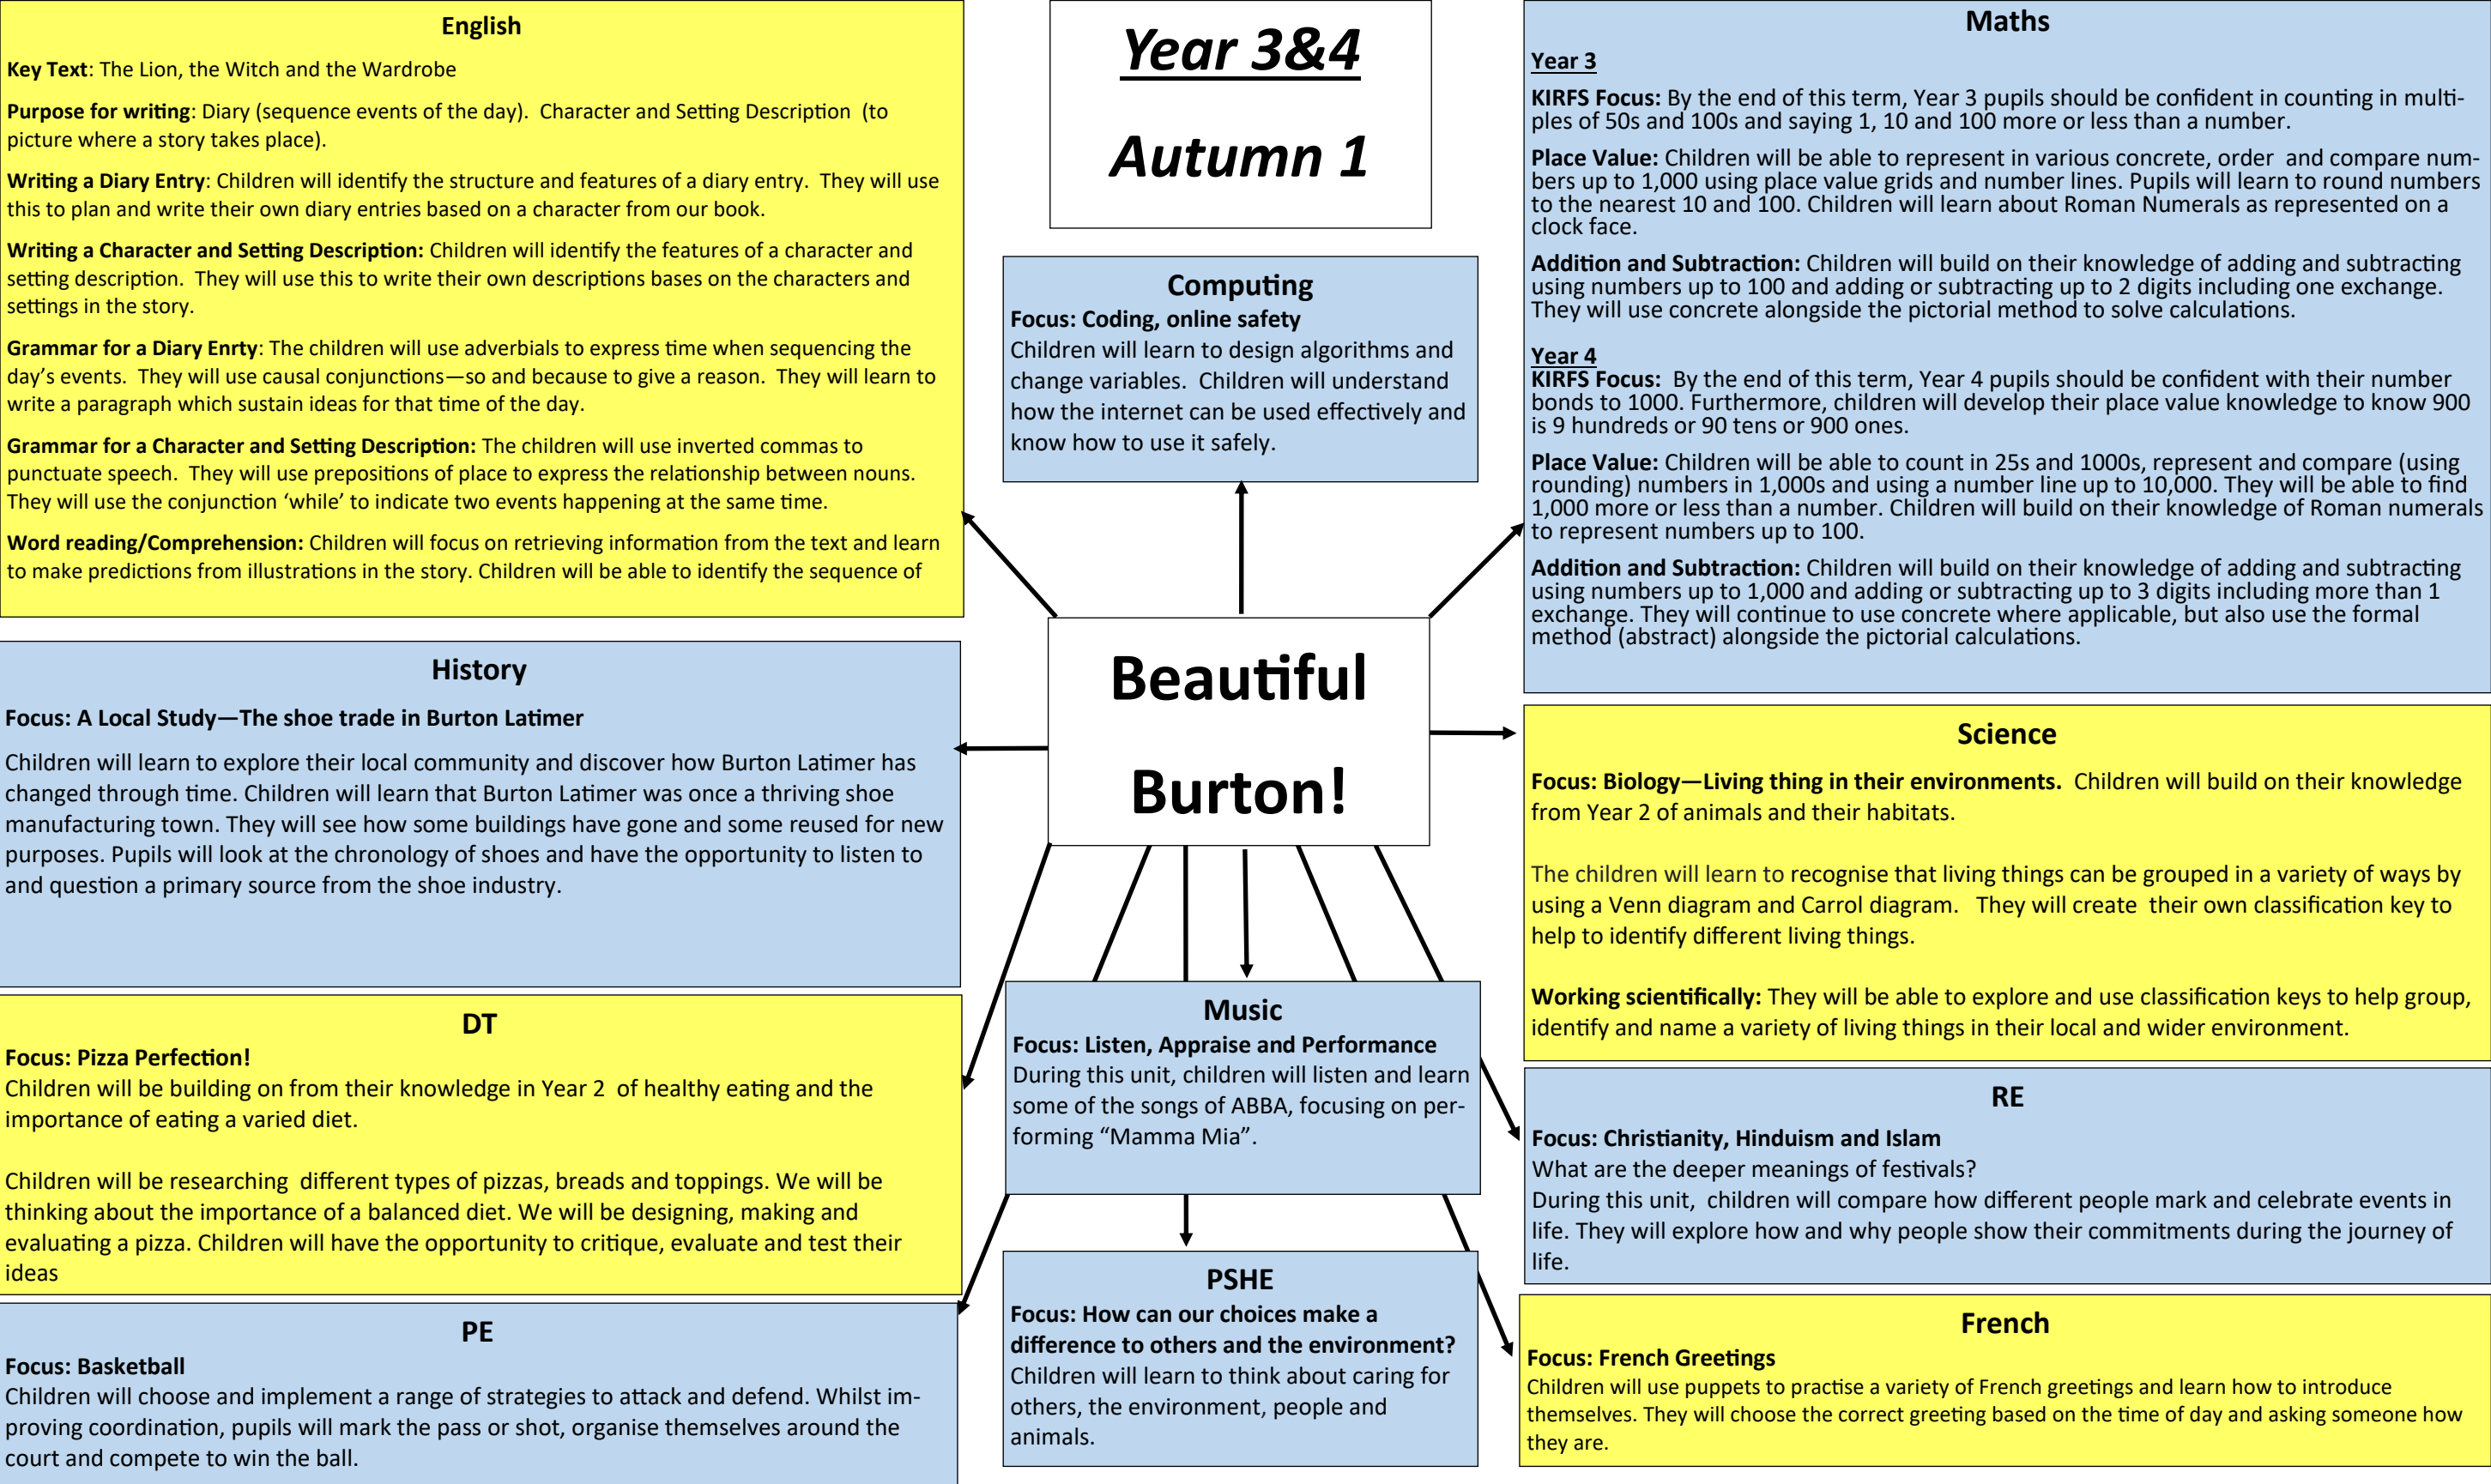 English
Key Text: The Lion, the Witch and the Wardrobe
Purpose for writing: Diary (sequence events of the day).  Character and Setting Description  (to
picture where a story takes place).
Writing a Diary Entry: Children will identify the structure and features of a diary entry.  They will use
this to plan and write their own diary entries based on a character from our book.
Writing a Character and Setting Description: Children will identify the features of a character and
setting description.  They will use this to write their own descriptions bases on the characters and
settings in the story.
Grammar for a Diary Enrty: The children will use adverbials to express time when sequencing the
day's events.  They will use causal conjunctions—so and because to give a reason.  They will learn to
write a paragraph which sustain ideas for that time of the day.
Grammar for a Character and Setting Description: The children will use inverted commas to
punctuate speech.  They will use prepositions of place to express the relationship between nouns.
They will use the conjunction 'while' to indicate two events happening at the same time.
Word reading/Comprehension: Children will focus on retrieving information from the text and learn
to make predictions from illustrations in the story. Children will be able to identify the sequence of
Year 3&4
Autumn 1
Computing
Focus: Coding, online safety
Children will learn to design algorithms and
change variables.  Children will understand
how the internet can be used effectively and
know how to use it safely.
Maths
Year 3
KIRFS Focus: By the end of this term, Year 3 pupils should be confident in counting in multi-
ples of 50s and 100s and saying 1, 10 and 100 more or less than a number.
Place Value: Children will be able to represent in various concrete, order  and compare num-
bers up to 1,000 using place value grids and number lines. Pupils will learn to round numbers
to the nearest 10 and 100. Children will learn about Roman Numerals as represented on a
clock face.
Addition and Subtraction: Children will build on their knowledge of adding and subtracting
using numbers up to 100 and adding or subtracting up to 2 digits including one exchange.
They will use concrete alongside the pictorial method to solve calculations.
Year 4
KIRFS Focus:  By the end of this term, Year 4 pupils should be confident with their number
bonds to 1000. Furthermore, children will develop their place value knowledge to know 900
is 9 hundreds or 90 tens or 900 ones.
Place Value: Children will be able to count in 25s and 1000s, represent and compare (using
rounding) numbers in 1,000s and using a number line up to 10,000. They will be able to find
1,000 more or less than a number. Children will build on their knowledge of Roman numerals
to represent numbers up to 100.
Addition and Subtraction: Children will build on their knowledge of adding and subtracting
using numbers up to 1,000 and adding or subtracting up to 3 digits including more than 1
exchange. They will continue to use concrete where applicable, but also use the formal
method (abstract) alongside the pictorial calculations.
Beautiful
Burton!
History
Focus: A Local Study—The shoe trade in Burton Latimer
Children will learn to explore their local community and discover how Burton Latimer has
changed through time. Children will learn that Burton Latimer was once a thriving shoe
manufacturing town. They will see how some buildings have gone and some reused for new
purposes. Pupils will look at the chronology of shoes and have the opportunity to listen to
and question a primary source from the shoe industry.
Science
Focus: Biology—Living thing in their environments.  Children will build on their knowledge
from Year 2 of animals and their habitats.
The children will learn to recognise that living things can be grouped in a variety of ways by
using a Venn diagram and Carrol diagram.   They will create  their own classification key to
help to identify different living things.
Working scientifically: They will be able to explore and use classification keys to help group,
identify and name a variety of living things in their local and wider environment.
DT
Focus: Pizza Perfection!
Children will be building on from their knowledge in Year 2  of healthy eating and the
importance of eating a varied diet.
Children will be researching  different types of pizzas, breads and toppings. We will be
thinking about the importance of a balanced diet. We will be designing, making and
evaluating a pizza. Children will have the opportunity to critique, evaluate and test their
ideas
Music
Focus: Listen, Appraise and Performance
During this unit, children will listen and learn
some of the songs of ABBA, focusing on per-
forming “Mamma Mia”.
RE
Focus: Christianity, Hinduism and Islam
What are the deeper meanings of festivals?
During this unit,  children will compare how different people mark and celebrate events in
life. They will explore how and why people show their commitments during the journey of
life.
PE
Focus: Basketball
Children will choose and implement a range of strategies to attack and defend. Whilst im-
proving coordination, pupils will mark the pass or shot, organise themselves around the
court and compete to win the ball.
PSHE
Focus: How can our choices make a
difference to others and the environment?
Children will learn to think about caring for
others, the environment, people and
animals.
French
Focus: French Greetings
Children will use puppets to practise a variety of French greetings and learn how to introduce
themselves. They will choose the correct greeting based on the time of day and asking someone how
they are.